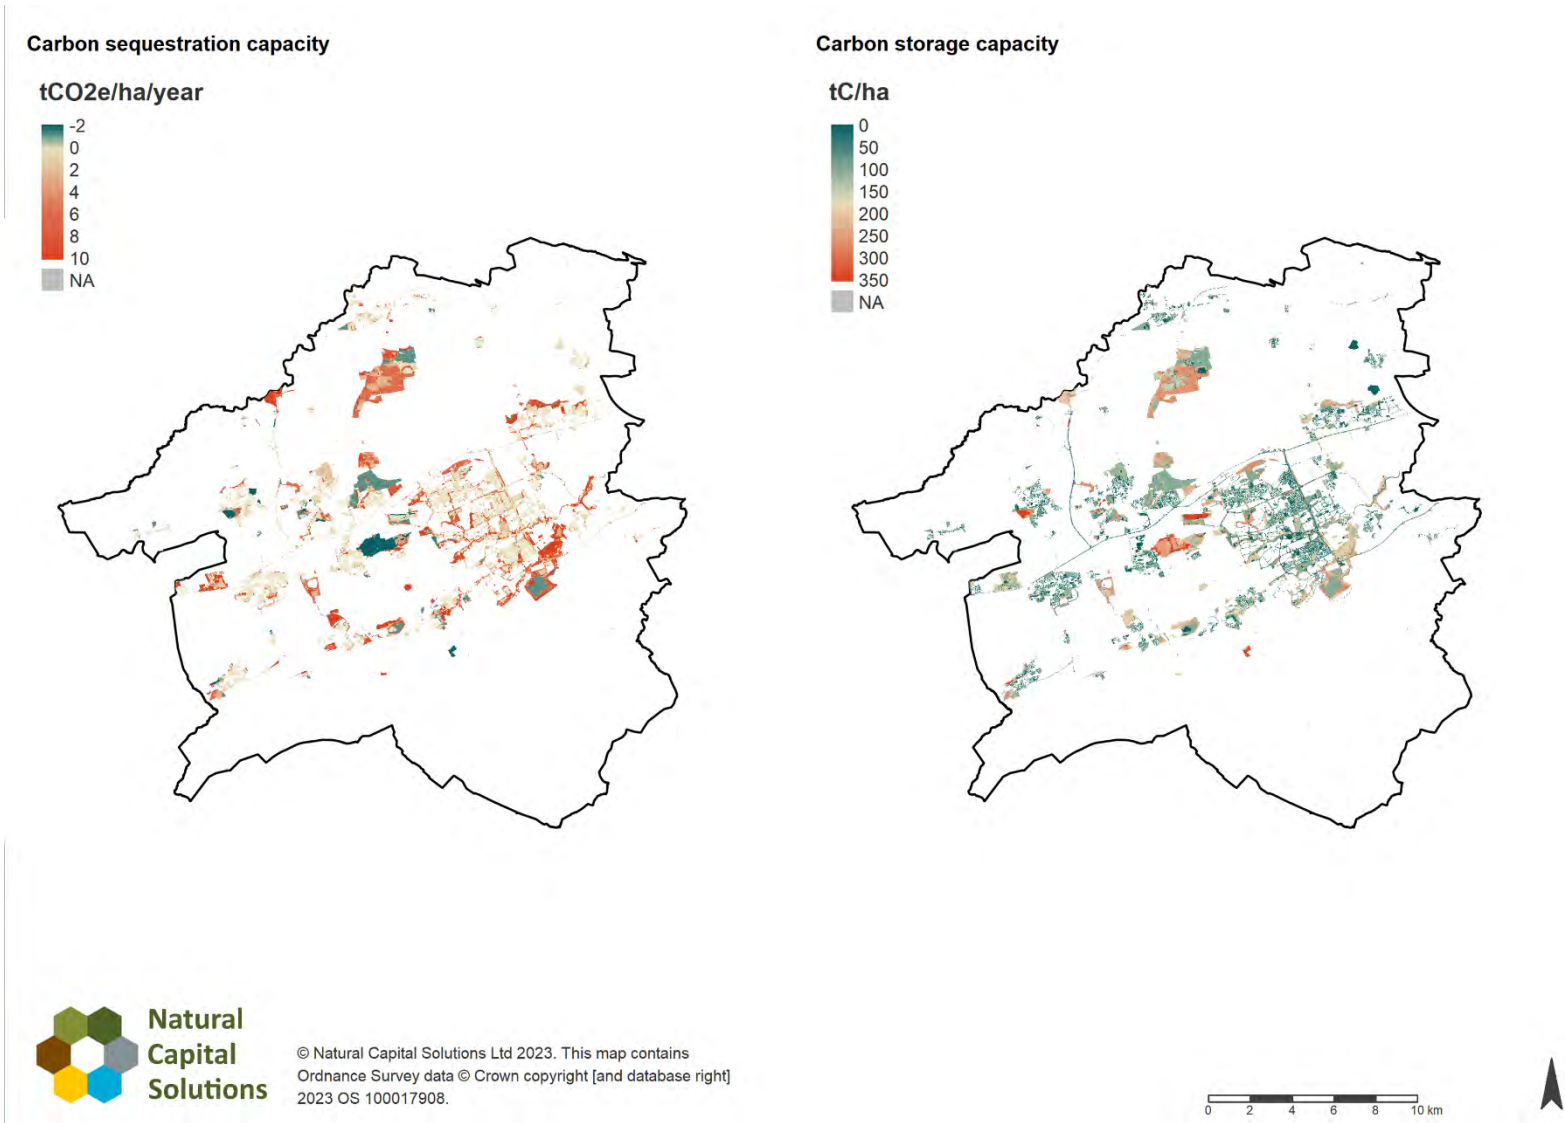 Carbon sequestration capacity
tCO2e/ha/year
-2
0
2
4
6
8
10
NA
Carbon storage capacity
tC/ha
0
50
100
150
200
250
300
350
NA
Natural
Capital
Solutions
© Natural Capital Solutions Ltd 2023. This map contains
Ordnance Survey data © Crown copyright [and database right]
2023 OS 100017908.
0 2 4 6 8 10 km